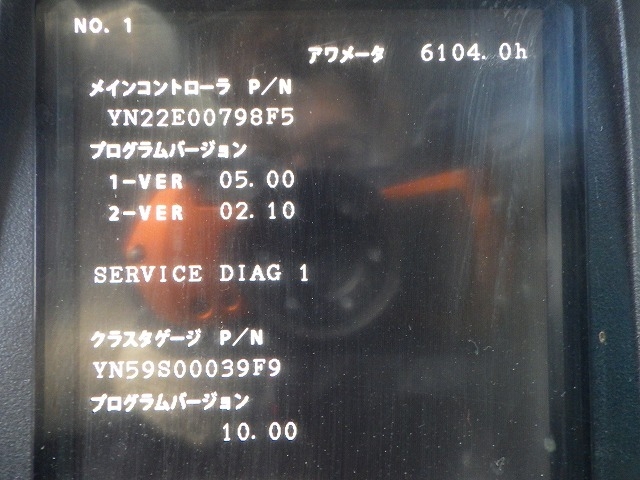 NO. 1
アワメータ 6104.0h
メインコントローラ P/N
YN22E00798F5
プログラムバージョン
1-VER 05.00
2-VER 02.10
SERVICE DIAG 1
クラスタゲージ P/N
YN59S00039F9
プログラムバージョン
10.00